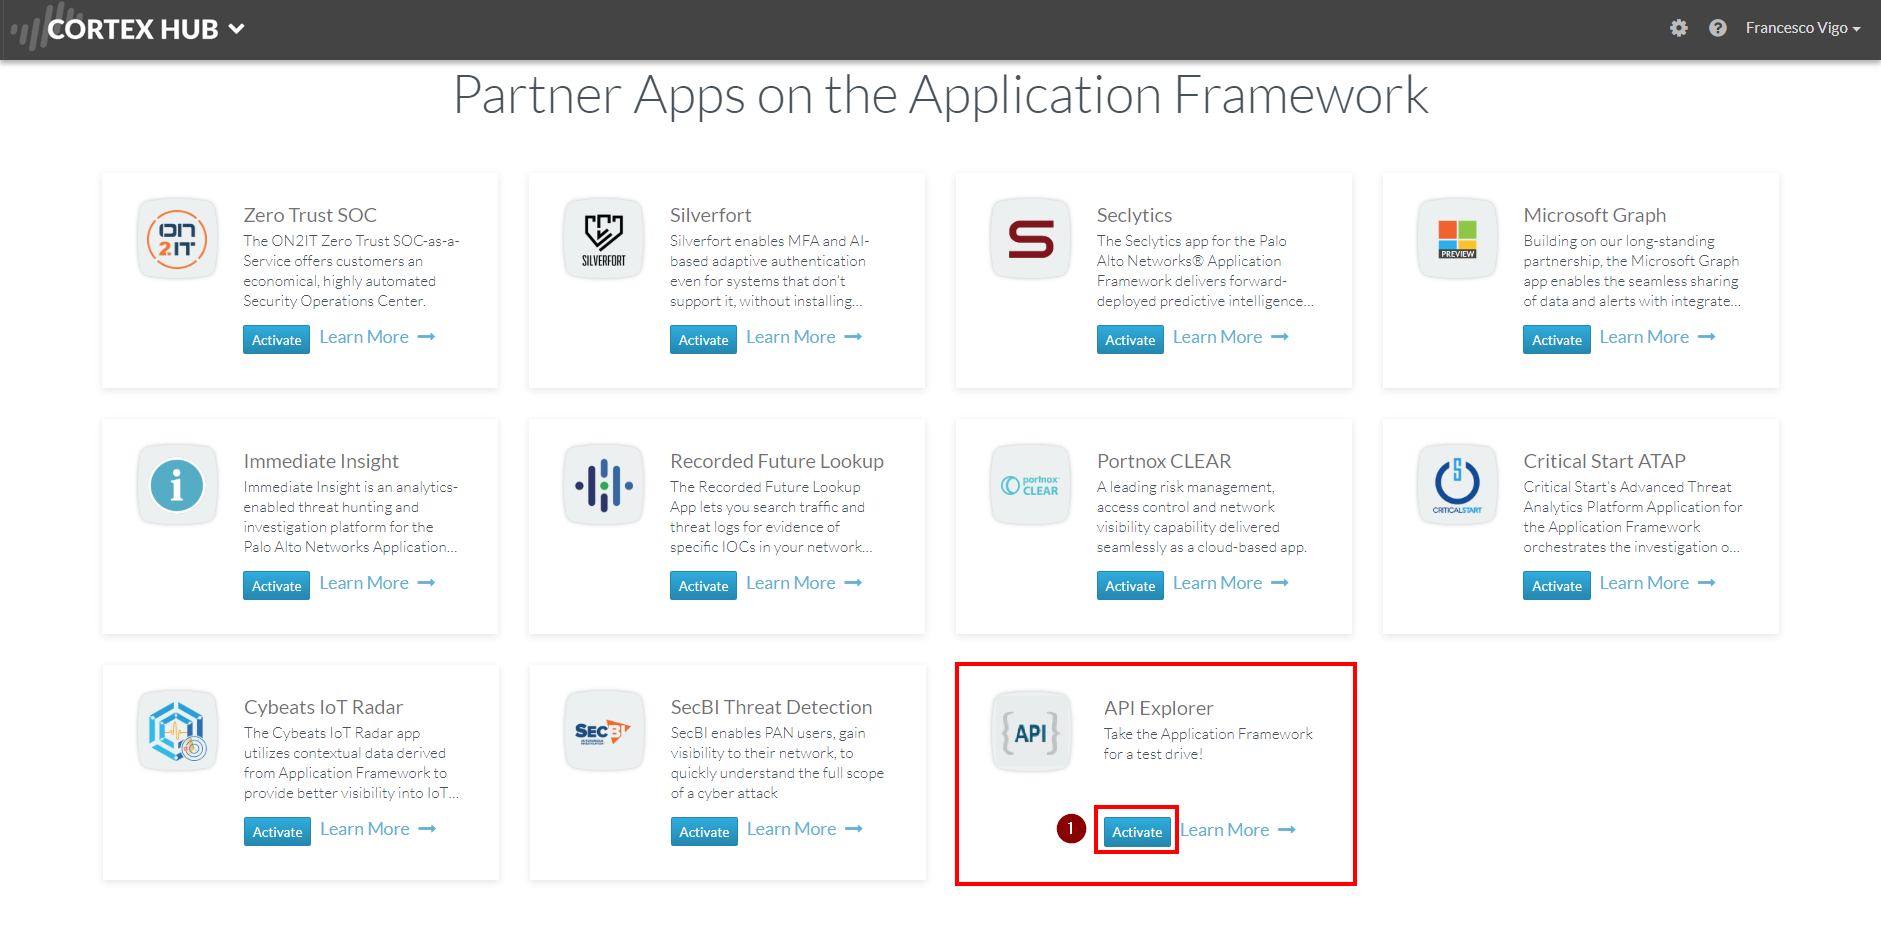 CORTEX HUB
Francesco Vigo
Partner Apps on the Application Framework
ON
2.IT
Zero Trust SOC
The ON2IT Zero Trust SOC-as-a-
Service offers customers an
economical, highly automated
Security Operations Center.
Activate Learn More
SILVERFORT
Silverfort
Silverfort enables MFA and AI-
based adaptive authentication
even for systems that don't
support it, without installing...
Activate Learn More
S
Seclytics
The Seclytics app for the Palo
Alto Networks® Application
Framework delivers forward-
deployed predictive intelligence...
Activate Learn More
PREVIEW
Microsoft Graph
Building on our long-standing
partnership, the Microsoft Graph
app enables the seamless sharing
of data and alerts with integrate...
Activate Learn More
i
Immediate Insight
Immediate Insight is an analytics-
enabled threat hunting and
investigation platform for the
Palo Alto Networks Application...
Activate Learn More
Recorded Future Lookup
The Recorded Future Lookup
App lets you search traffic and
threat logs for evidence of
specific IOCs in your network...
Activate Learn More
portnox
CLEAR
Portnox CLEAR
A leading risk management,
access control and network
visibility capability delivered
seamlessly as a cloud-based app.
Activate Learn More
CRITICALSTART
Critical Start ATAP
Critical Start's Advanced Threat
Analytics Platform Application for
the Application Framework
orchestrates the investigation o...
Activate Learn More
Cybeats IoT Radar
The Cybeats IoT Radar app
utilizes contextual data derived
from Application Framework to
provide better visibility into IoT...
Activate Learn More
SECBI
SecBI Threat Detection
SecBI enables PAN users, gain
visibility to their network, to
quickly understand the full scope
of a cyber attack
Activate Learn More
{API}
API Explorer
Take the Application Framework
for a test drive!
1 Activate Learn More